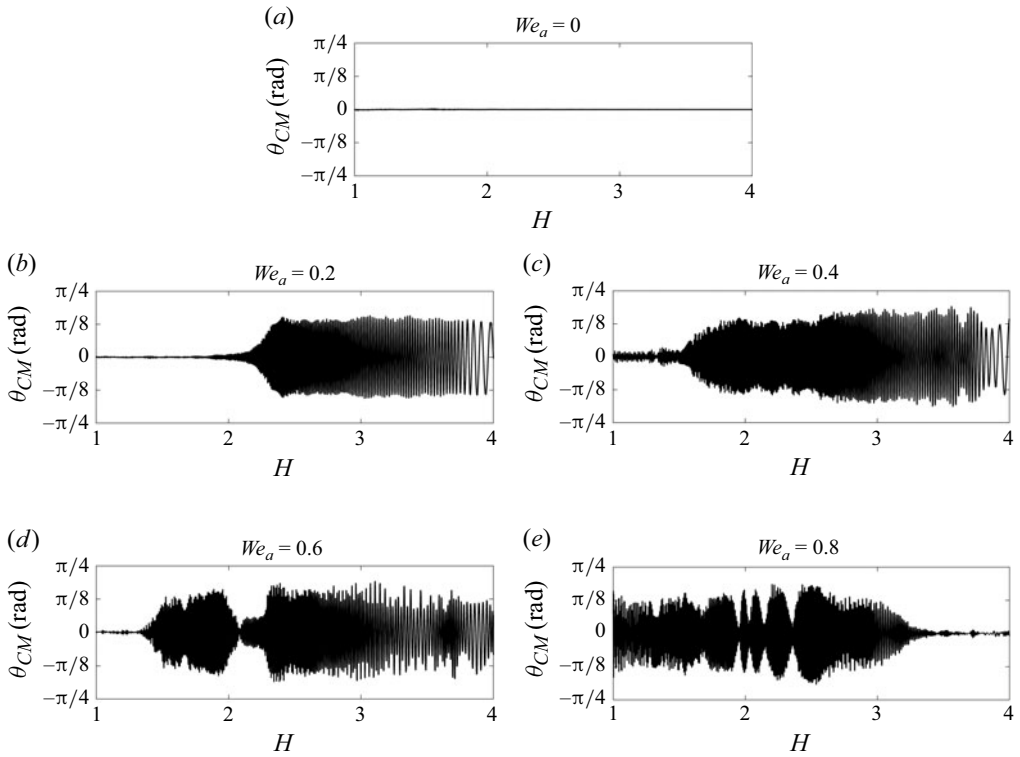 (a)
We_a = 0
θ_CM (rad)
π/4
π/8
0
−π/8
−π/4
1 2 3 4
H
(b)
We_a = 0.2
θ_CM (rad)
π/4
π/8
0
−π/8
−π/4
1 2 3 4
H
(c)
We_a = 0.4
θ_CM (rad)
π/4
π/8
0
−π/8
−π/4
1 2 3 4
H
(d)
We_a = 0.6
θ_CM (rad)
π/4
π/8
0
−π/8
−π/4
1 2 3 4
H
(e)
We_a = 0.8
θ_CM (rad)
π/4
π/8
0
−π/8
−π/4
1 2 3 4
H